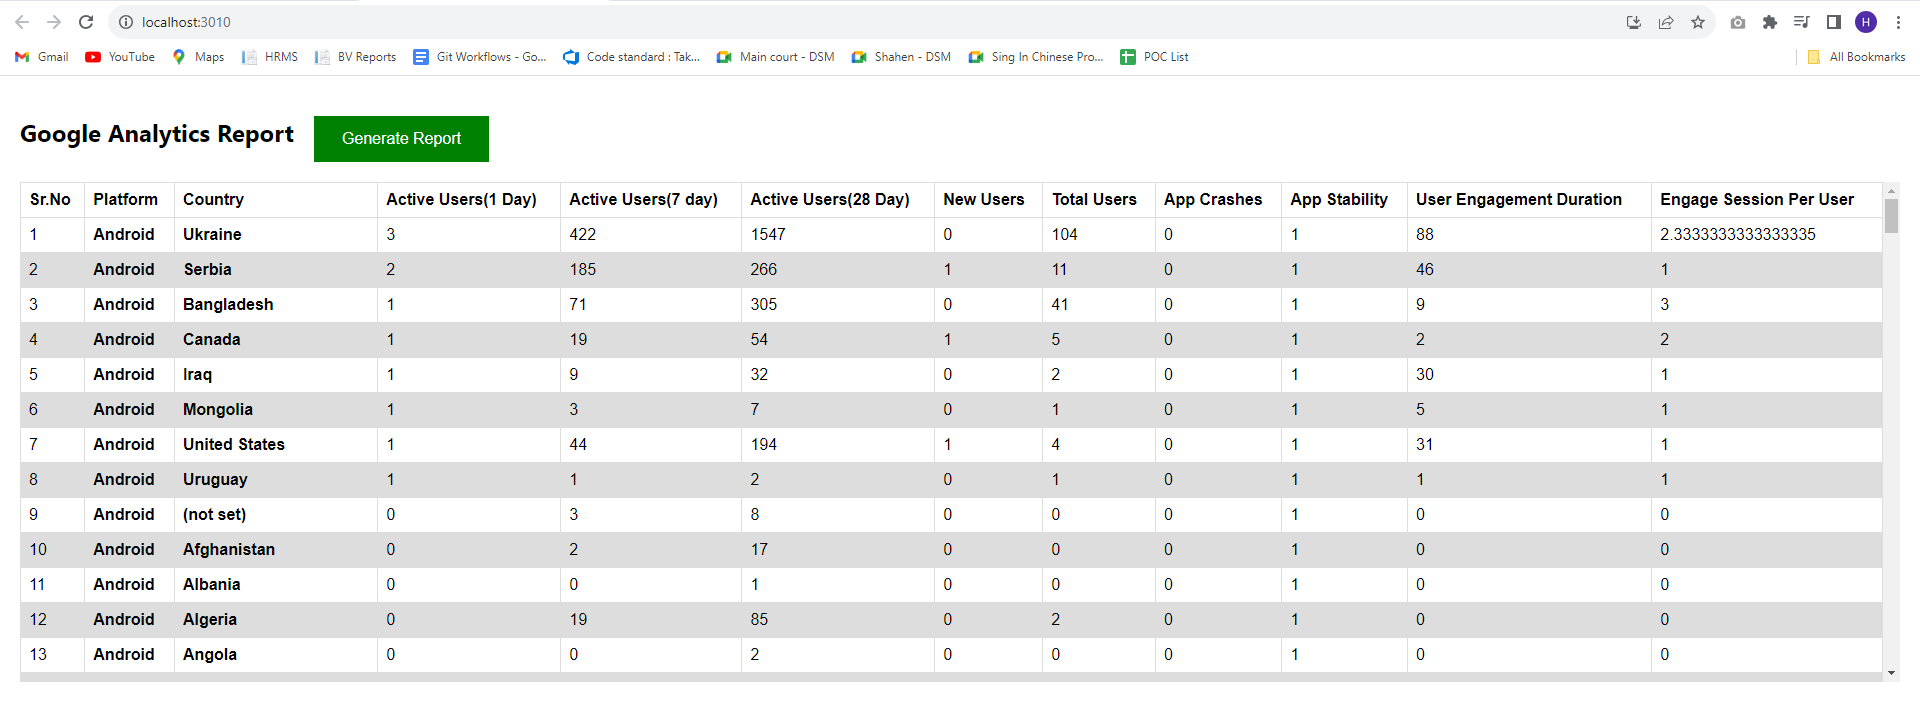 localhost:3010
H
Gmail YouTube Maps HRMS BV Reports Git Workflows - Go... Code standard : Tak... Main court - DSM Shahen - DSM Sing In Chinese Pro... POC List All Bookmarks
Google Analytics Report Generate Report
Sr.No Platform Country Active Users(1 Day) Active Users(7 day) Active Users(28 Day) New Users Total Users App Crashes App Stability User Engagement Duration Engage Session Per User
1 Android Ukraine 3 422 1547 0 104 0 1 88 2.3333333333333335
2 Android Serbia 2 185 266 1 11 0 1 46 1
3 Android Bangladesh 1 71 305 0 41 0 1 9 3
4 Android Canada 1 19 54 1 5 0 1 2 2
5 Android Iraq 1 9 32 0 2 0 1 30 1
6 Android Mongolia 1 3 7 0 1 0 1 5 1
7 Android United States 1 44 194 1 4 0 1 31 1
8 Android Uruguay 1 1 2 0 1 0 1 1 1
9 Android (not set) 0 3 8 0 0 0 1 0 0
10 Android Afghanistan 0 2 17 0 0 0 1 0 0
11 Android Albania 0 0 1 0 0 0 1 0 0
12 Android Algeria 0 19 85 0 2 0 1 0 0
13 Android Angola 0 0 2 0 0 0 1 0 0